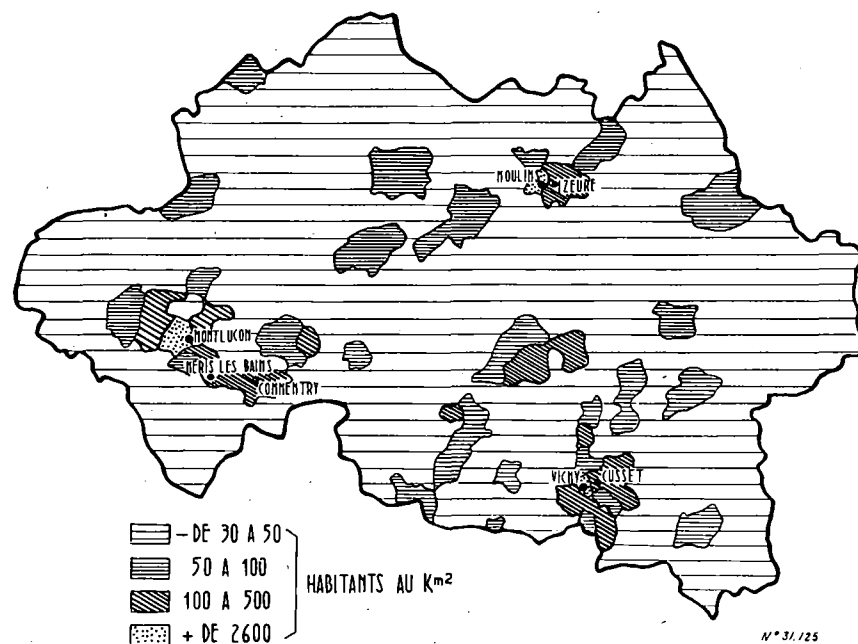 MOULINS
IZEURE
MONTLUCON
NERIS LES BAINS
COMMENTRY
VICHY
CUSSET
- DE 30 A 50
50 A 100
100 A 500
+ DE 2600
HABITANTS AU Km²
N° 31.125